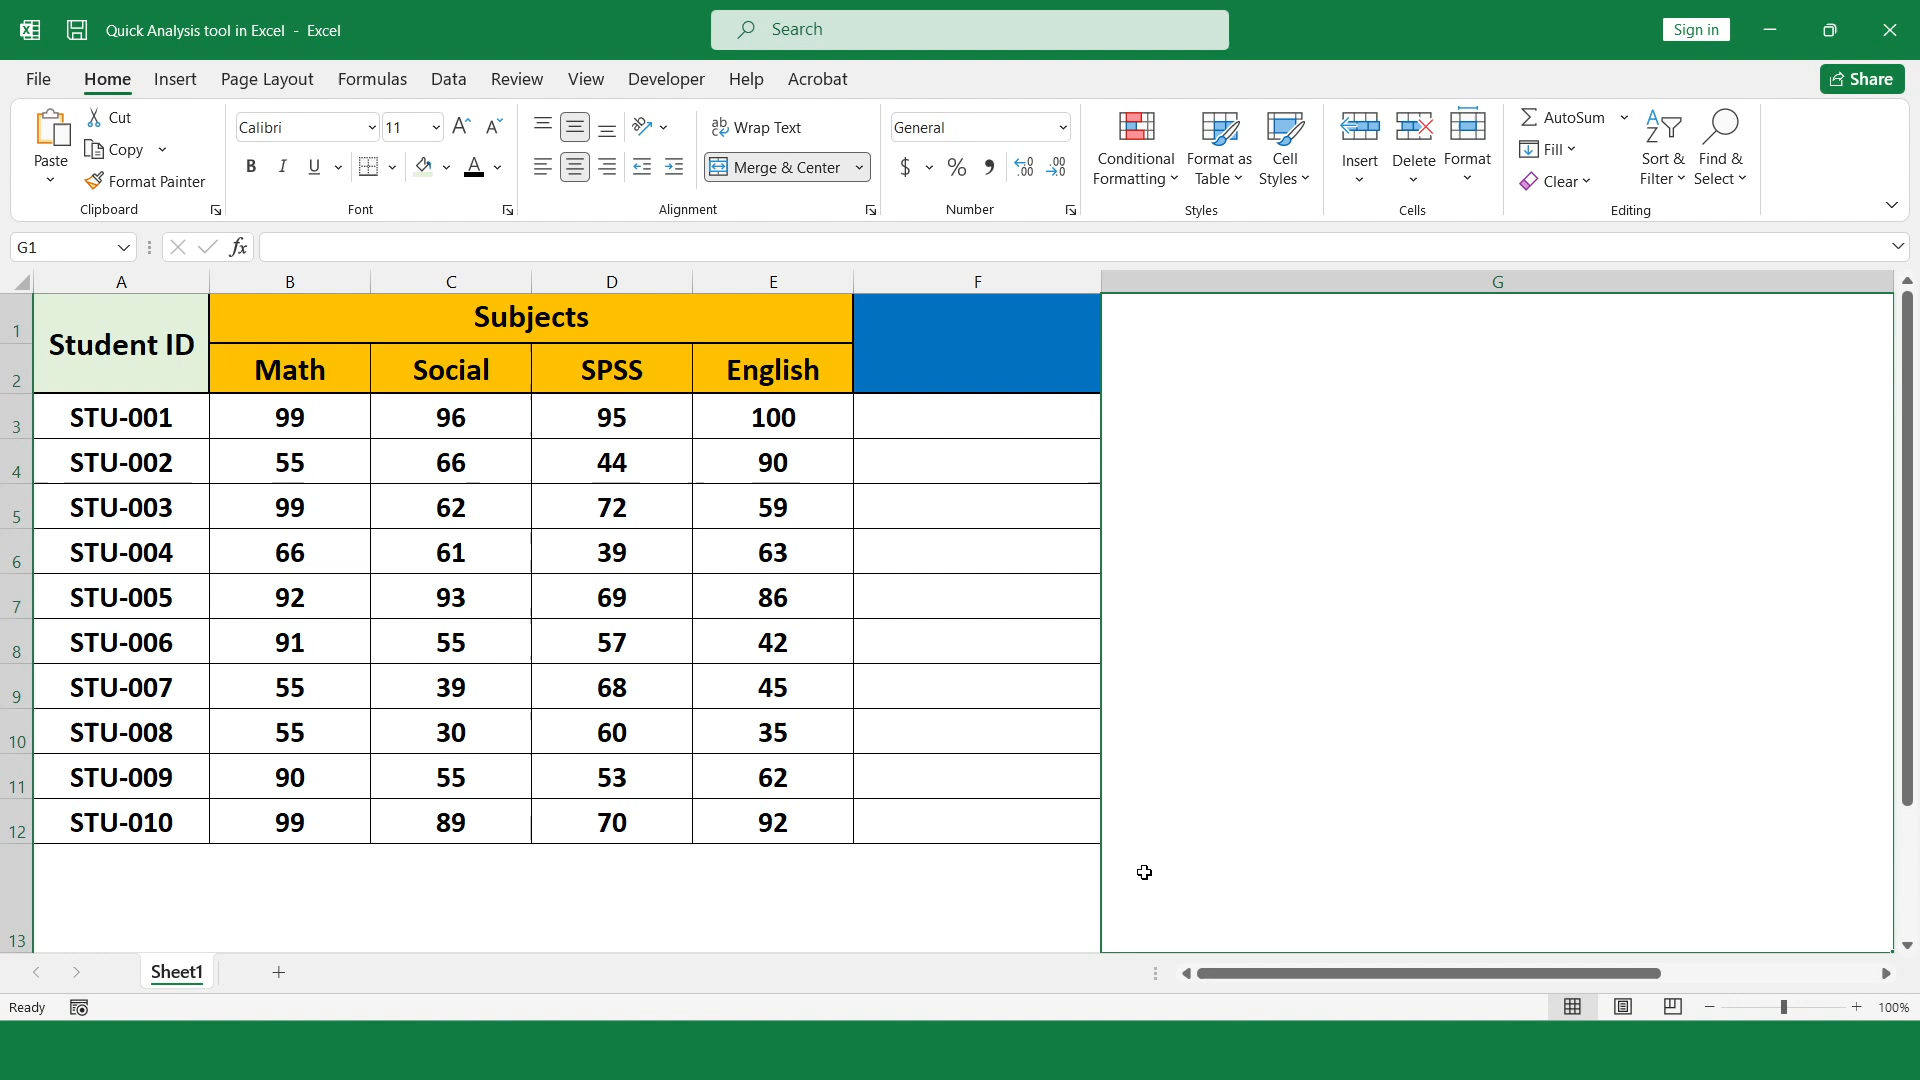 Quick Analysis tool in Excel - Excel
Search
Sign in
File Home Insert Page Layout Formulas Data Review View Developer Help Acrobat
Share
Paste
Cut
Copy
Format Painter
Clipboard
Calibri 11
B I U
Font
Wrap Text
Merge & Center
Alignment
General
$ % ,
Number
Conditional
Formatting
Format as
Table
Cell
Styles
Styles
Insert
Delete
Format
Cells
AutoSum
Fill
Clear
Sort &
Filter
Find &
Select
Editing
G1
fx
A B C D E F G
1 Student ID Subjects
2 Math Social SPSS English
3 STU-001 99 96 95 100
4 STU-002 55 66 44 90
5 STU-003 99 62 72 59
6 STU-004 66 61 39 63
7 STU-005 92 93 69 86
8 STU-006 91 55 57 42
9 STU-007 55 39 68 45
10 STU-008 55 30 60 35
11 STU-009 90 55 53 62
12 STU-010 99 89 70 92
13
Sheet1
Ready
100%